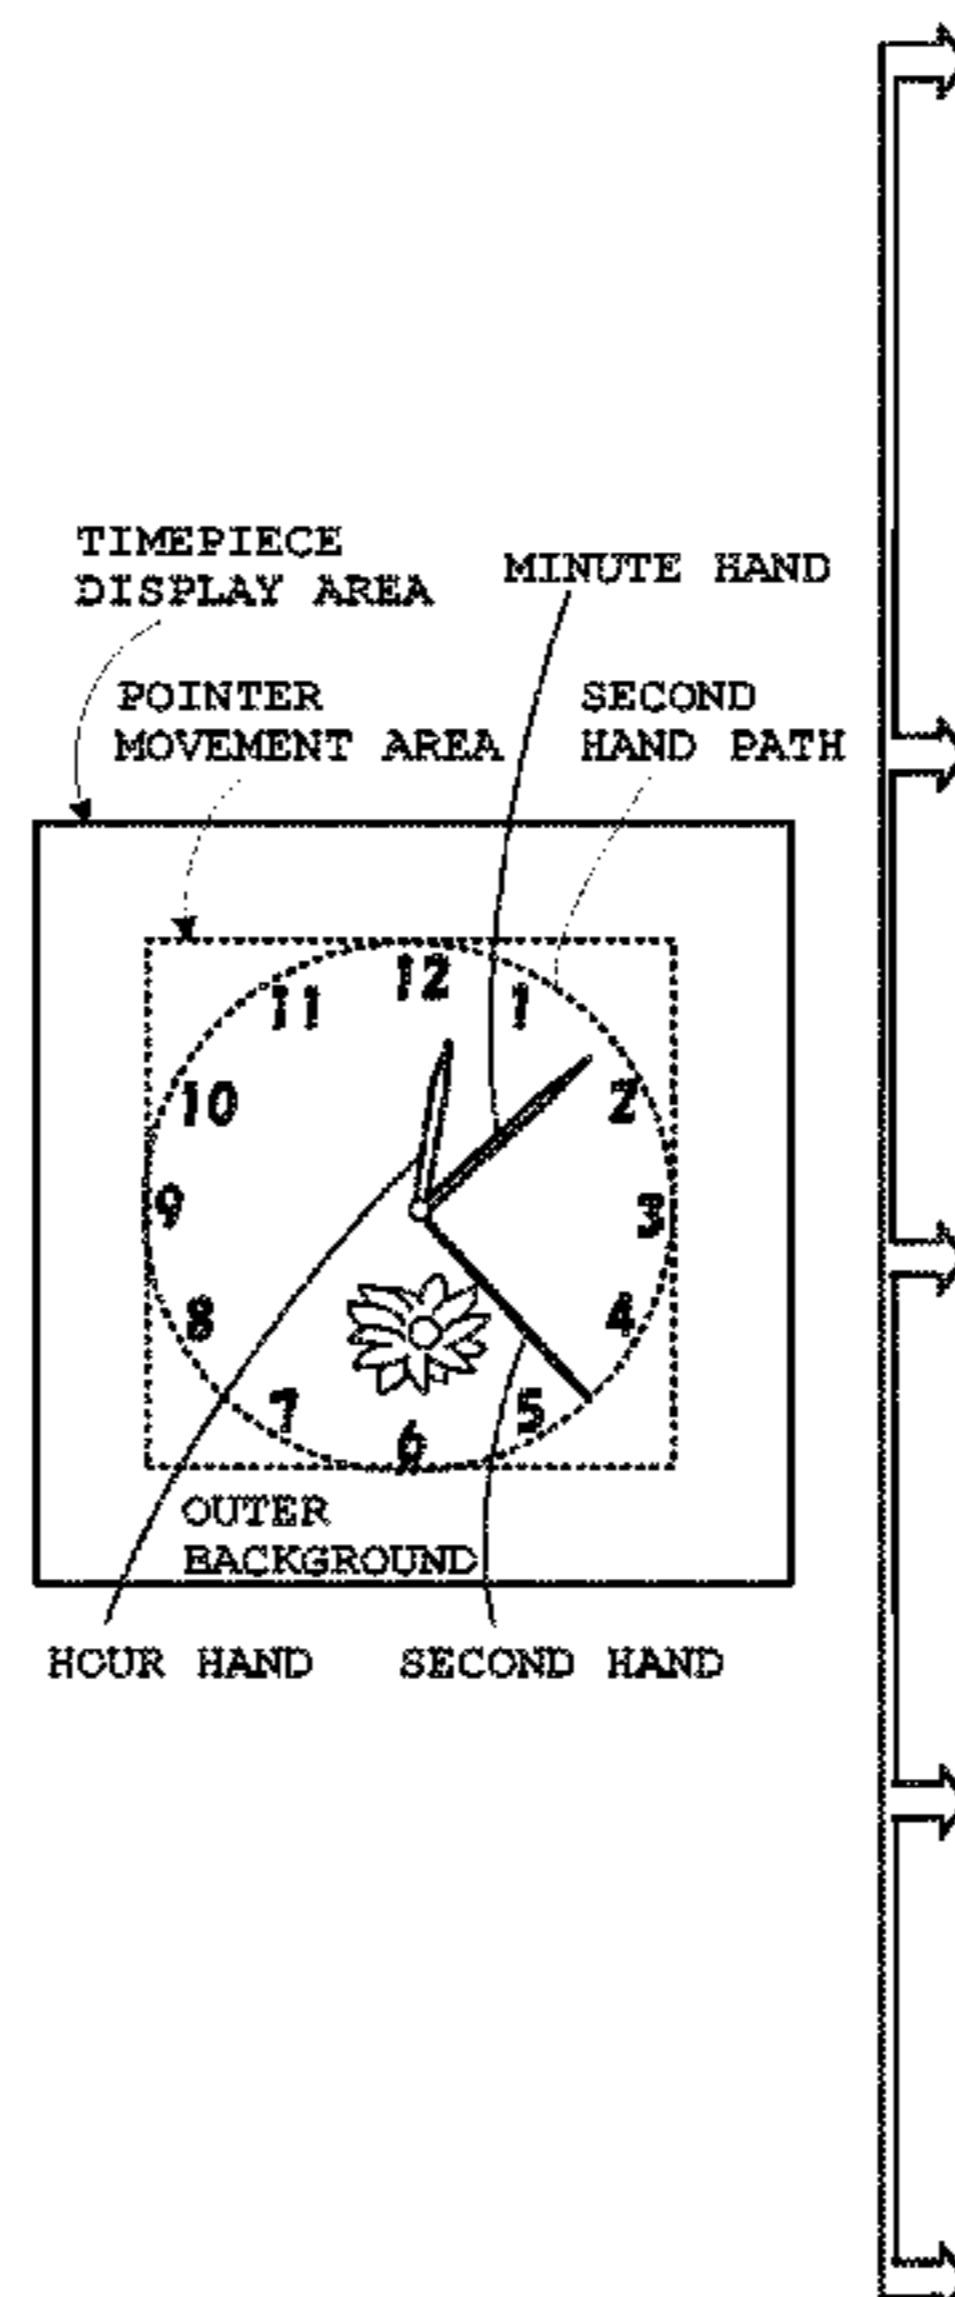 TIMEPIECE
DISPLAY AREA
MINUTE HAND
POINTER
MOVEMENT AREA
SECOND
HAND PATH
12
11
1
10
2
9
3
8
4
7
5
6
OUTER
BACKGROUND
HOUR HAND
SECOND HAND